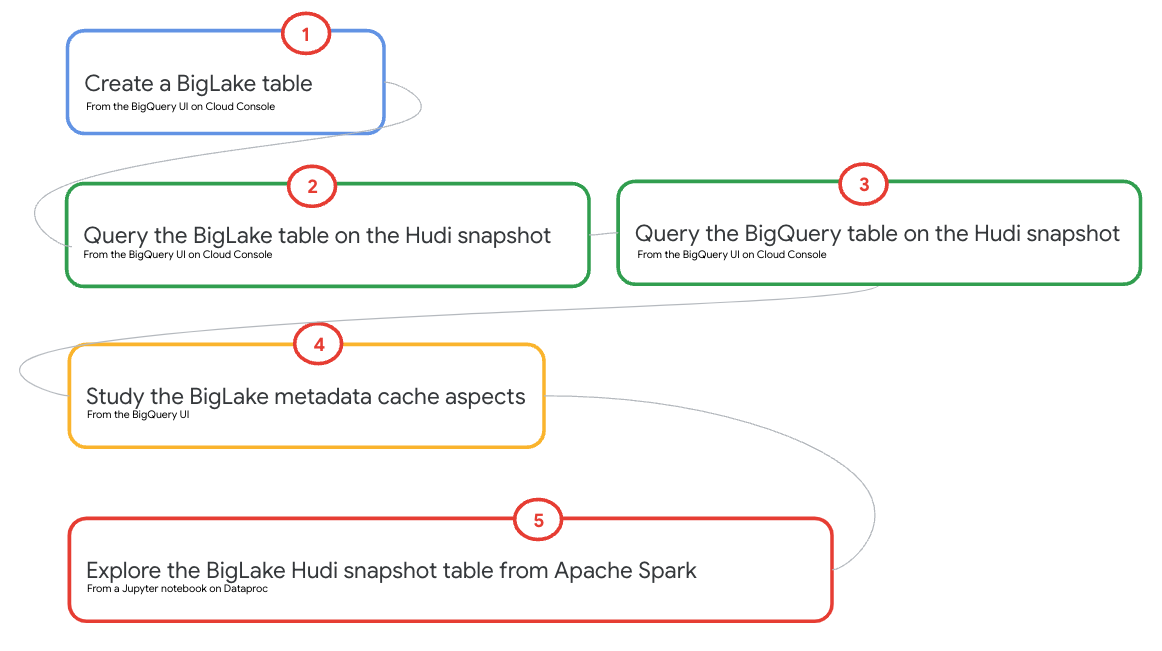 1
Create a BigLake table
From the BigQuery UI on Cloud Console
2
Query the BigLake table on the Hudi snapshot
From the BigQuery UI on Cloud Console
3
Query the BigQuery table on the Hudi snapshot
From the BigQuery UI on Cloud Console
4
Study the BigLake metadata cache aspects
From the BigQuery UI
5
Explore the BigLake Hudi snapshot table from Apache Spark
From a Jupyter notebook on Dataproc